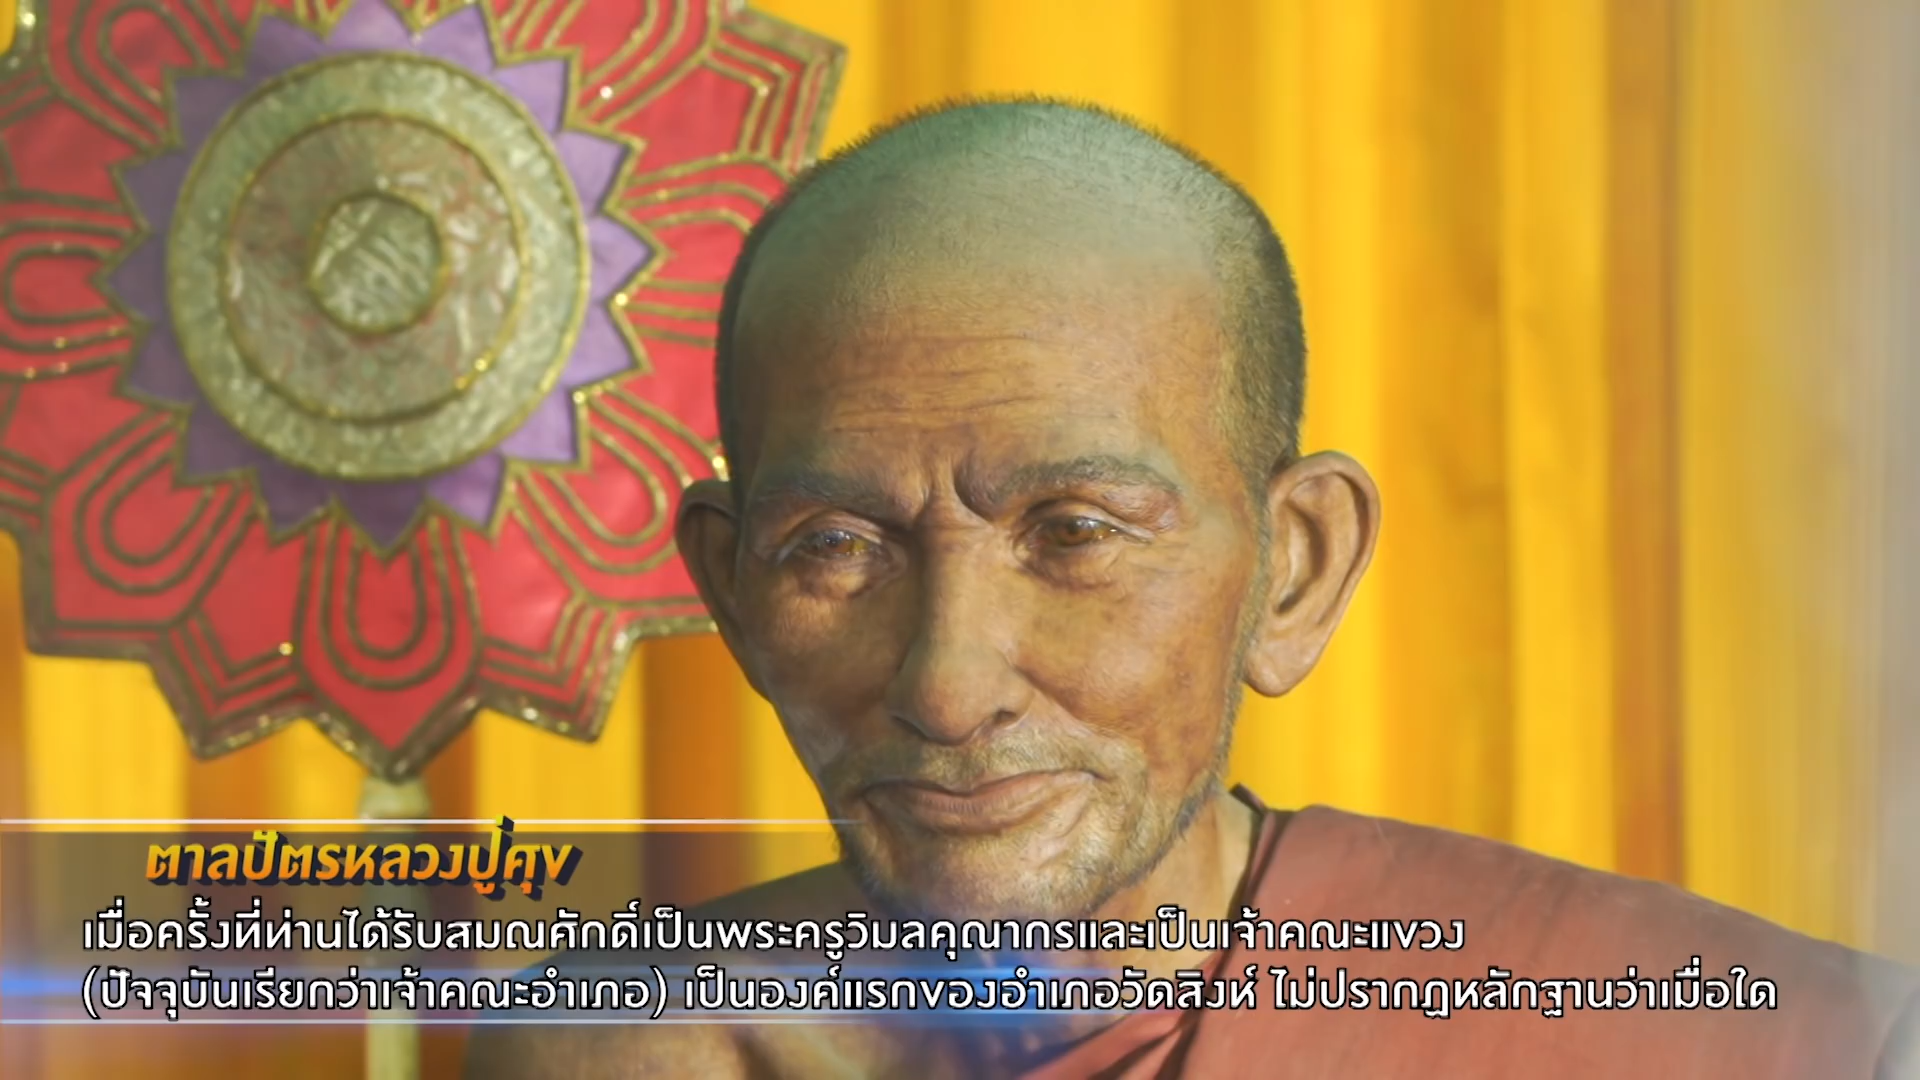 ตาลปัตรหลวงปู่ศุข
เมื่อครั้งที่ท่านได้รับสมณศักดิ์เป็นพระครูวิมลคุณากรและเป็นเจ้าคณะแขวง
(ปัจจุบันเรียกว่าเจ้าคณะอำเภอ) เป็นองค์แรกของอำเภอวัดสิงห์ ไม่ปรากฏหลักฐานว่าเมื่อใด